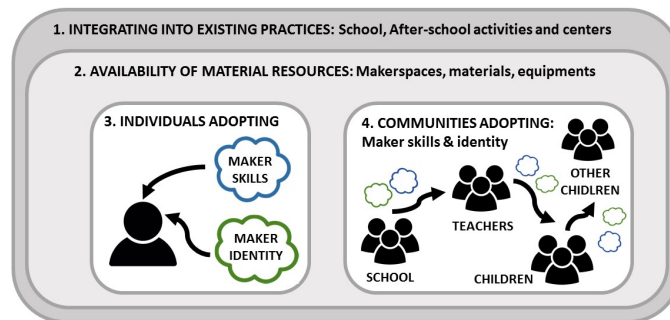 1. INTEGRATING INTO EXISTING PRACTICES: School, After-school activities and centers
2. AVAILABILITY OF MATERIAL RESOURCES: Makerspaces, materials, equipments
3. INDIVIDUALS ADOPTING
MAKER
SKILLS
MAKER
IDENTITY
4. COMMUNITIES ADOPTING:
Maker skills & identity
OTHER
CHIDLREN
TEACHERS
SCHOOL
CHILDREN